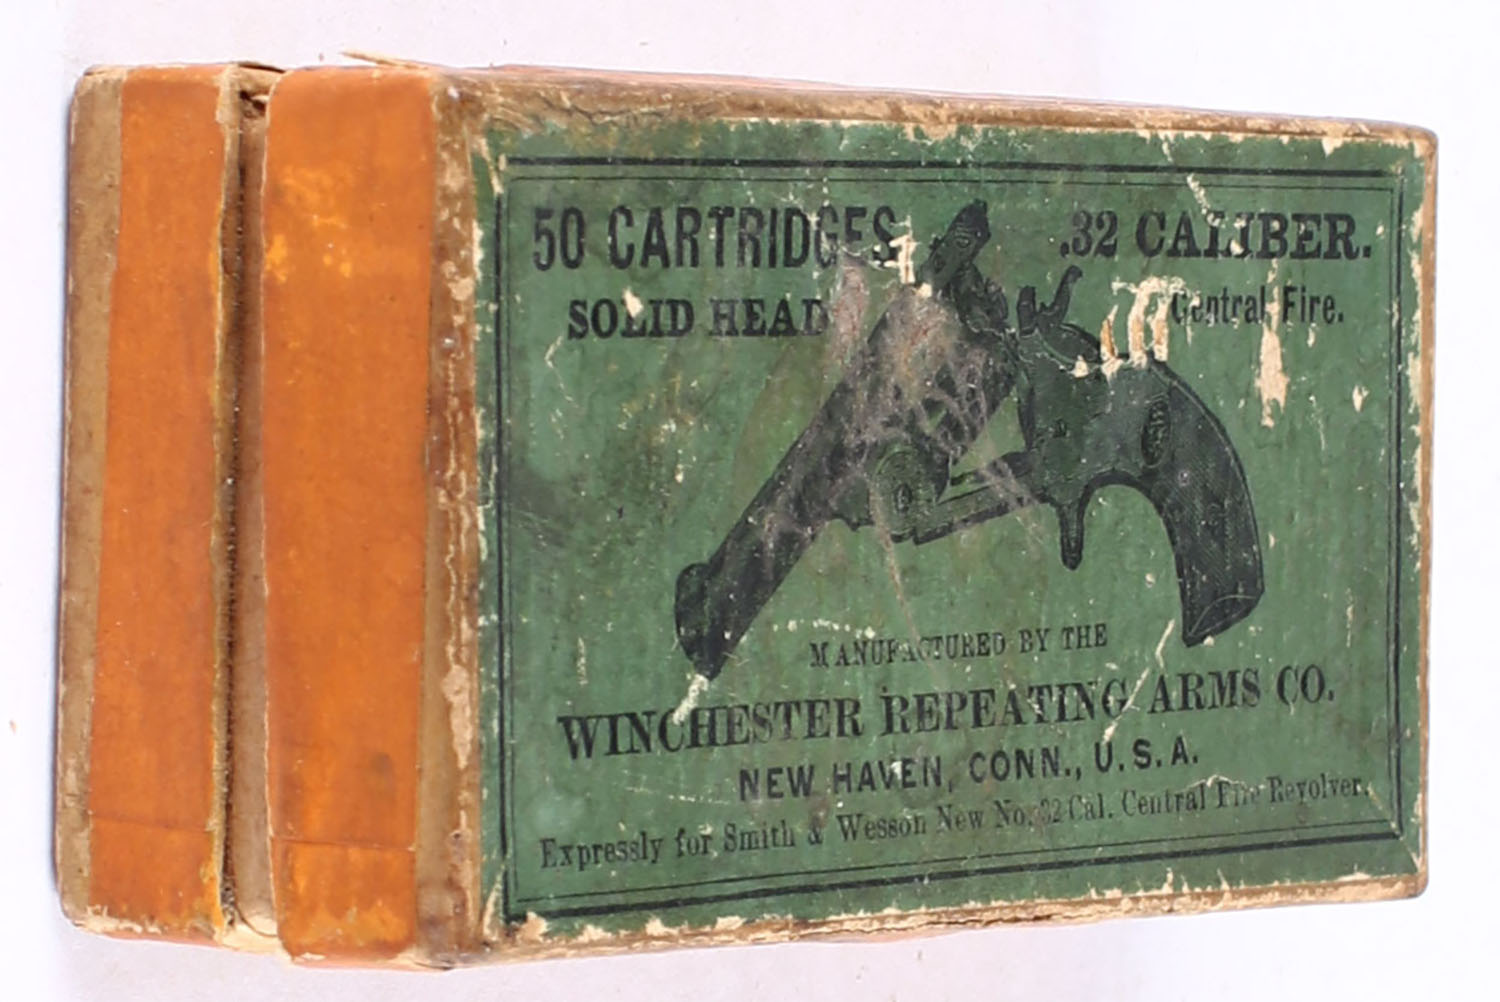 50 CARTRIDGES
.32 CALIBER.
SOLID HEAD
Central Fire.
MANUFACTURED BY THE
WINCHESTER REPEATING ARMS CO.
NEW HAVEN, CONN., U.S.A.
Expressly for Smith & Wesson New No. 32 Cal. Central Fire Revolver.